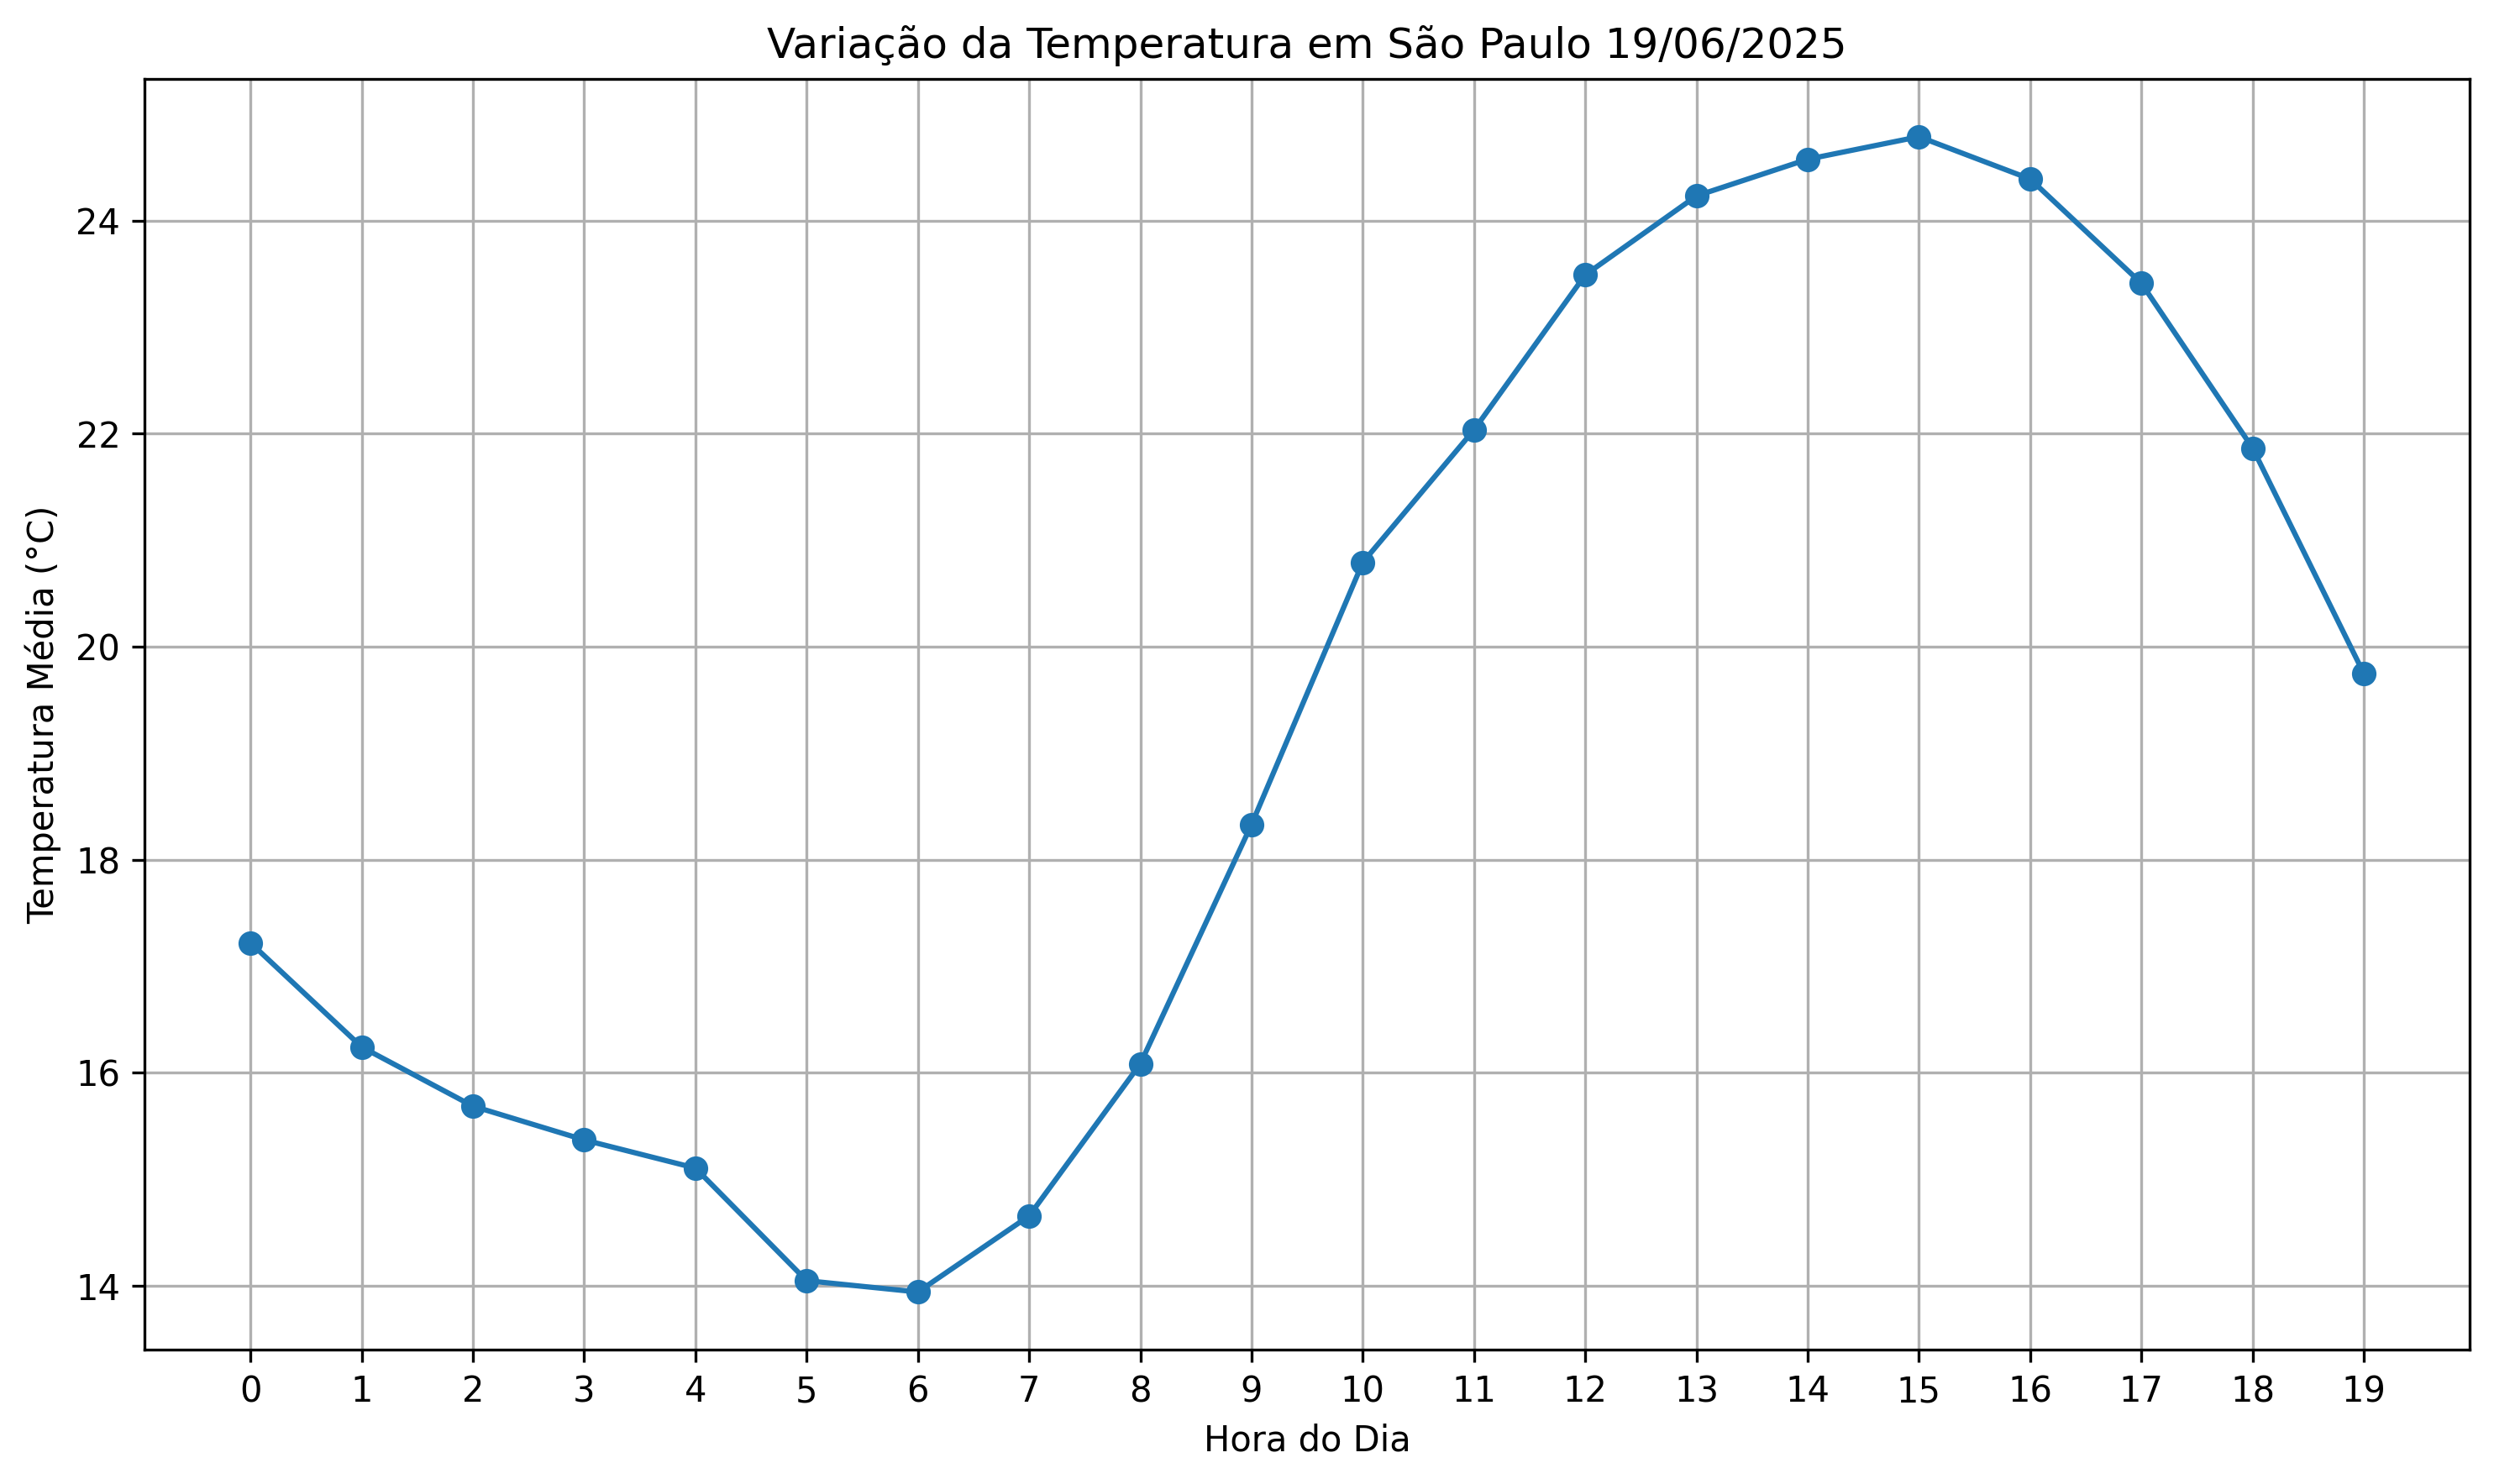 Variação da Temperatura em São Paulo 19/06/2025
Temperatura Média (°C)
24
22
20
18
16
14
0 1 2 3 4 5 6 7 8 9 10 11 12 13 14 15 16 17 18 19
Hora do Dia